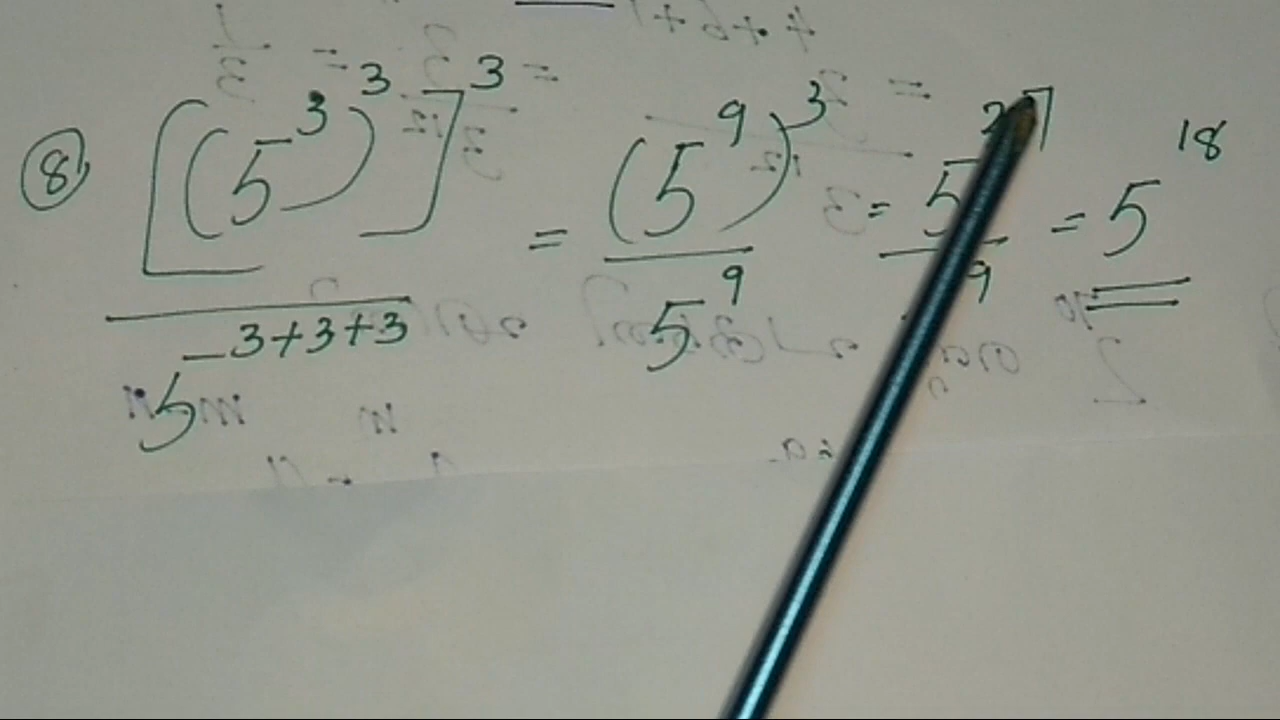 ⑧ [(5^3)^3]^3 / 5^3+3+3 = (5^9)^3 / 5^9 = 5^27 / 5^9 = 5^18